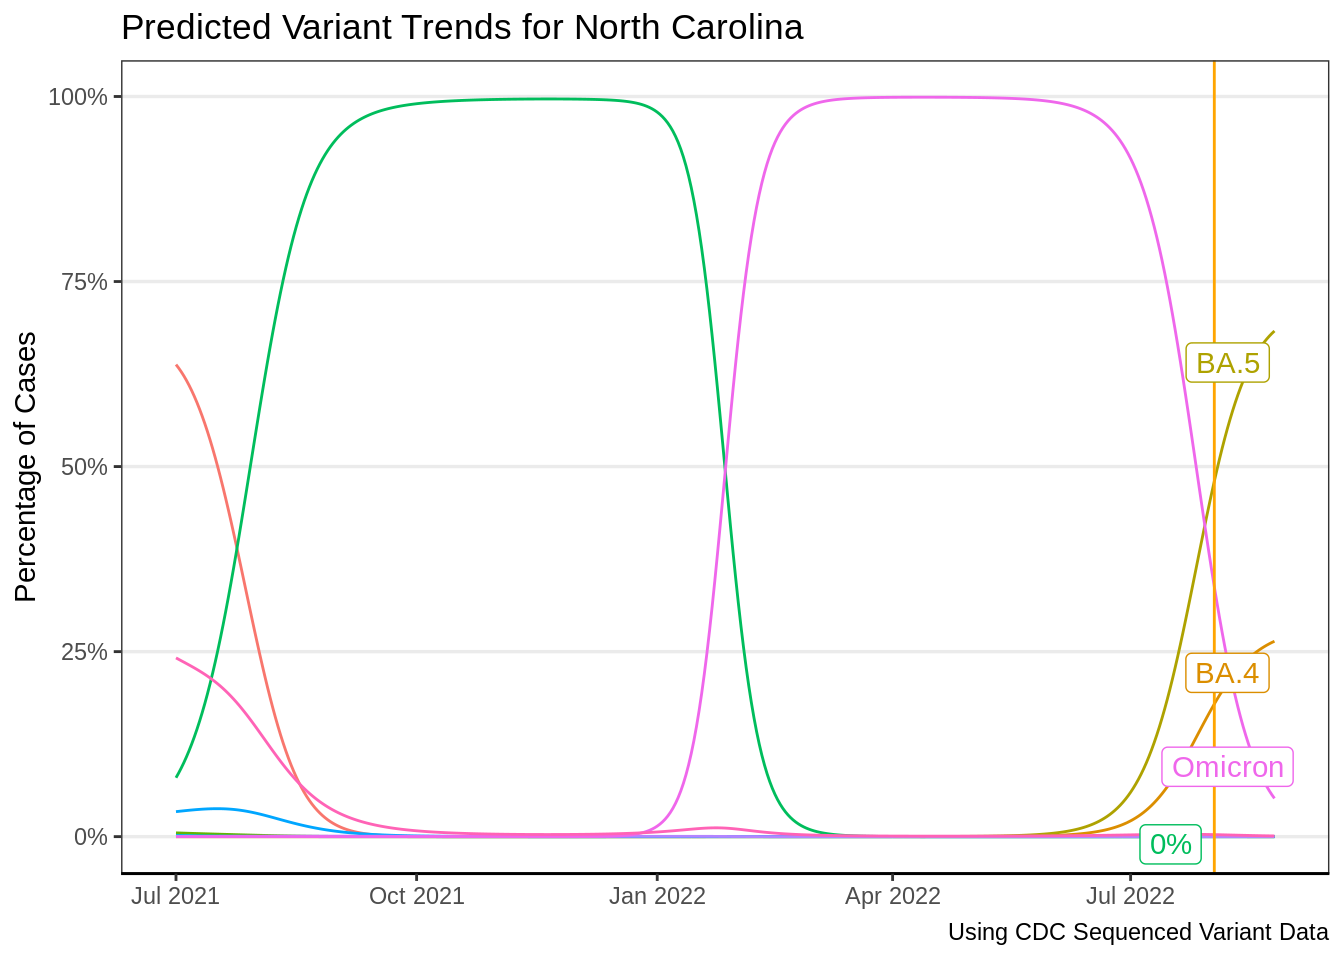 Predicted Variant Trends for North Carolina
Percentage of Cases
100%
75%
50%
25%
0%
BA.5
BA.4
Omicron
0%
Jul 2021
Oct 2021
Jan 2022
Apr 2022
Jul 2022
Using CDC Sequenced Variant Data